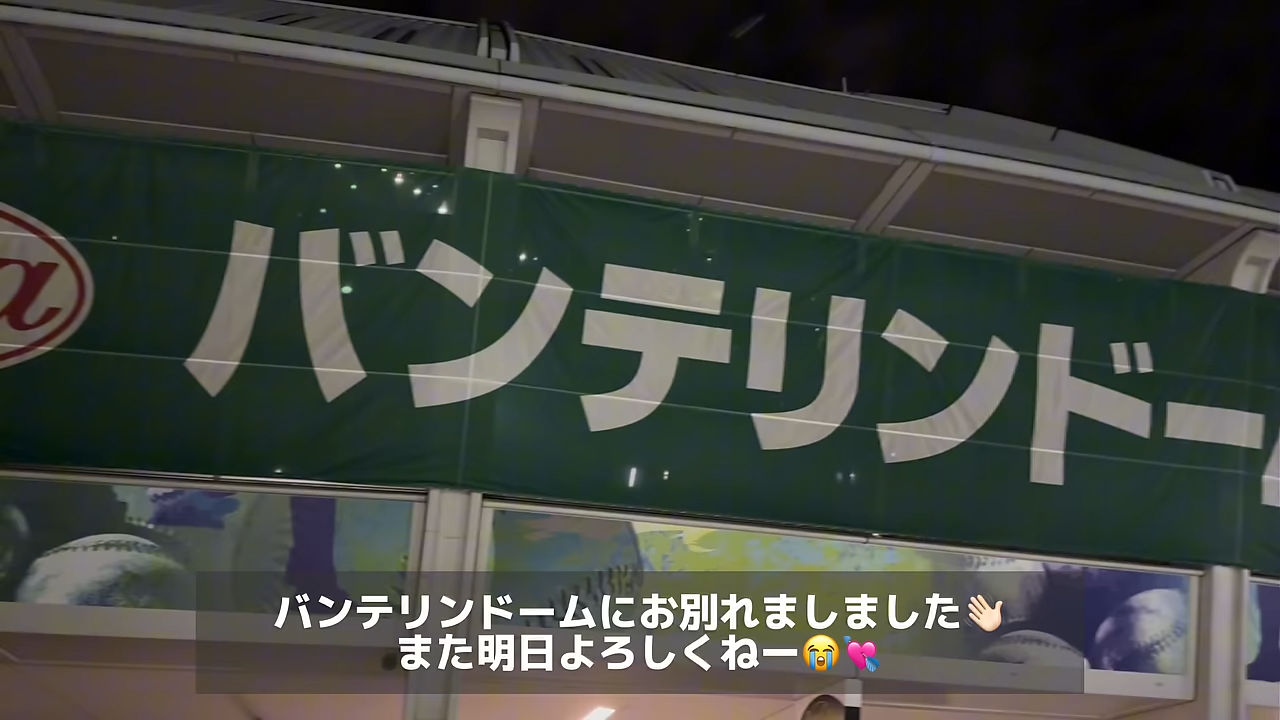 バンテリンドー
バンテリンドームにお別れましました👋🏻
また明日よろしくねー😭💘